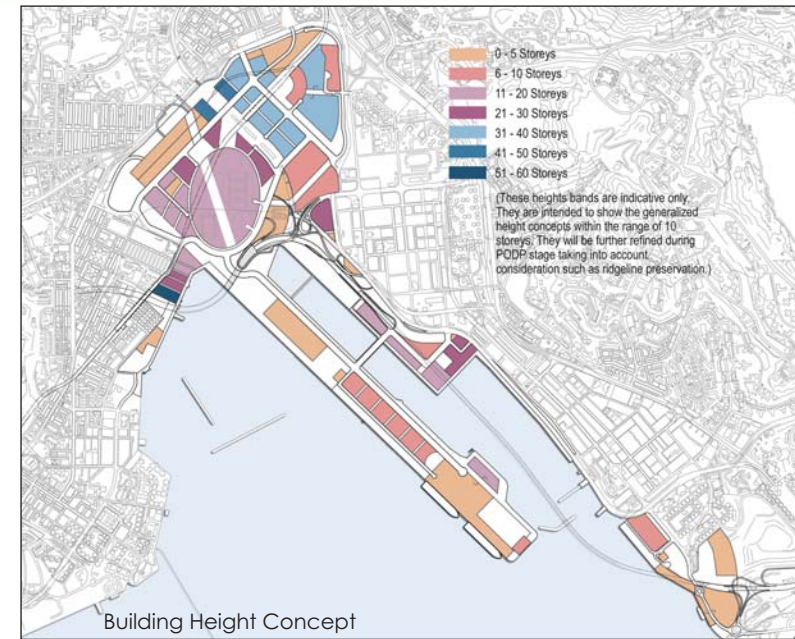 0 - 5 Storeys
6 - 10 Storeys
11 - 20 Storeys
21 - 30 Storeys
31 - 40 Storeys
41 - 50 Storeys
51 - 60 Storeys
(These heights bands are indicative only.
They are intended to show the generalized
height concepts within the range of 10
storeys. They will be further refined during
PODP stage taking into account
consideration such as ridgeline preservation.)
Building Height Concept